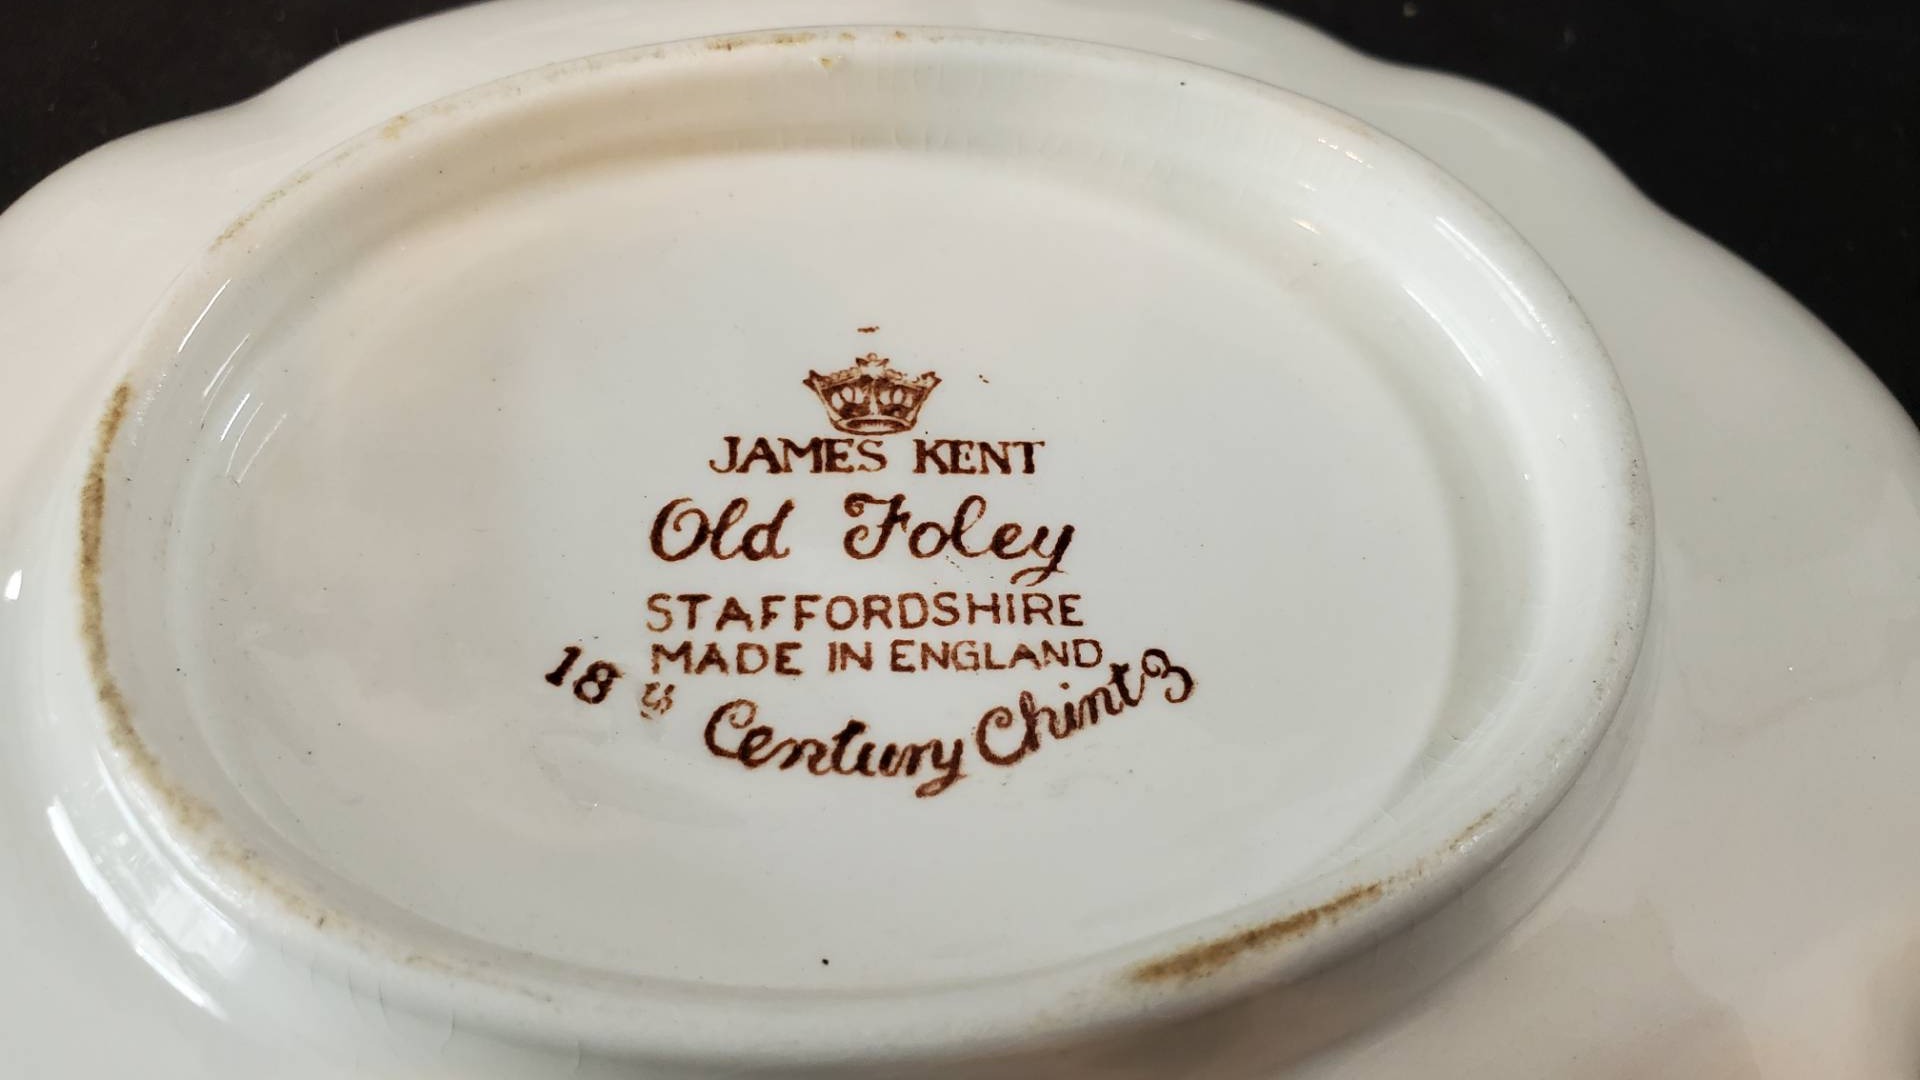 JAMES KENT
Old Foley
STAFFORDSHIRE
MADE IN ENGLAND
18th Century Chintz